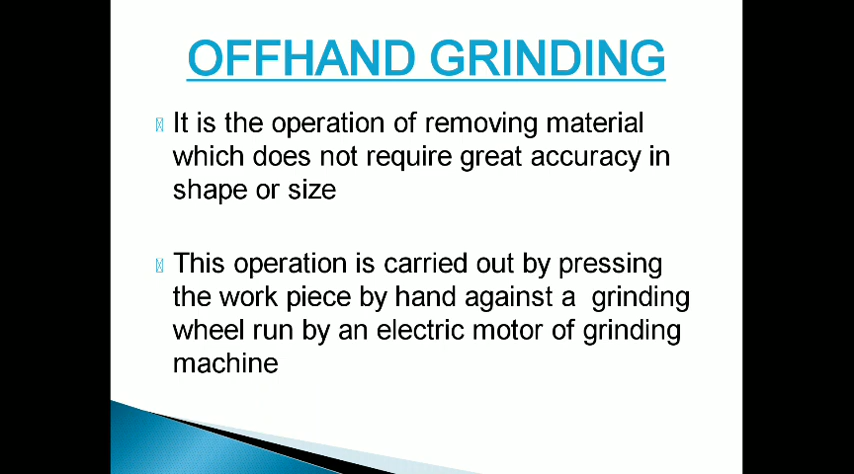 OFFHAND GRINDING
It is the operation of removing material
which does not require great accuracy in
shape or size
This operation is carried out by pressing
the work piece by hand against a grinding
wheel run by an electric motor of grinding
machine